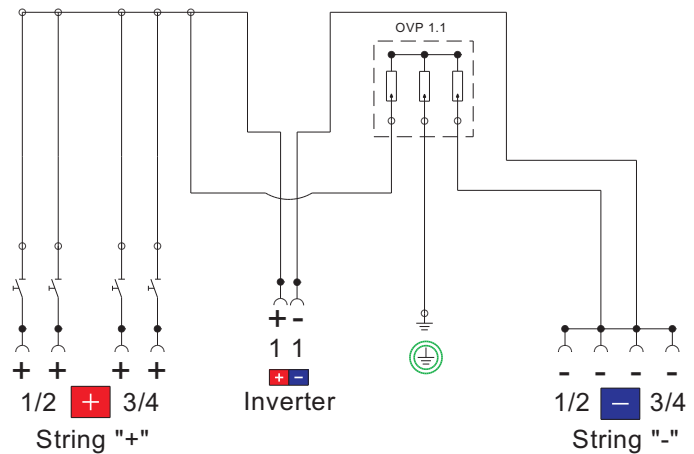 OVP 1.1
+ -
1 1
+ -
Inverter
+ + + +
1/2 + 3/4
String "+"
- - - -
1/2 - 3/4
String "-"